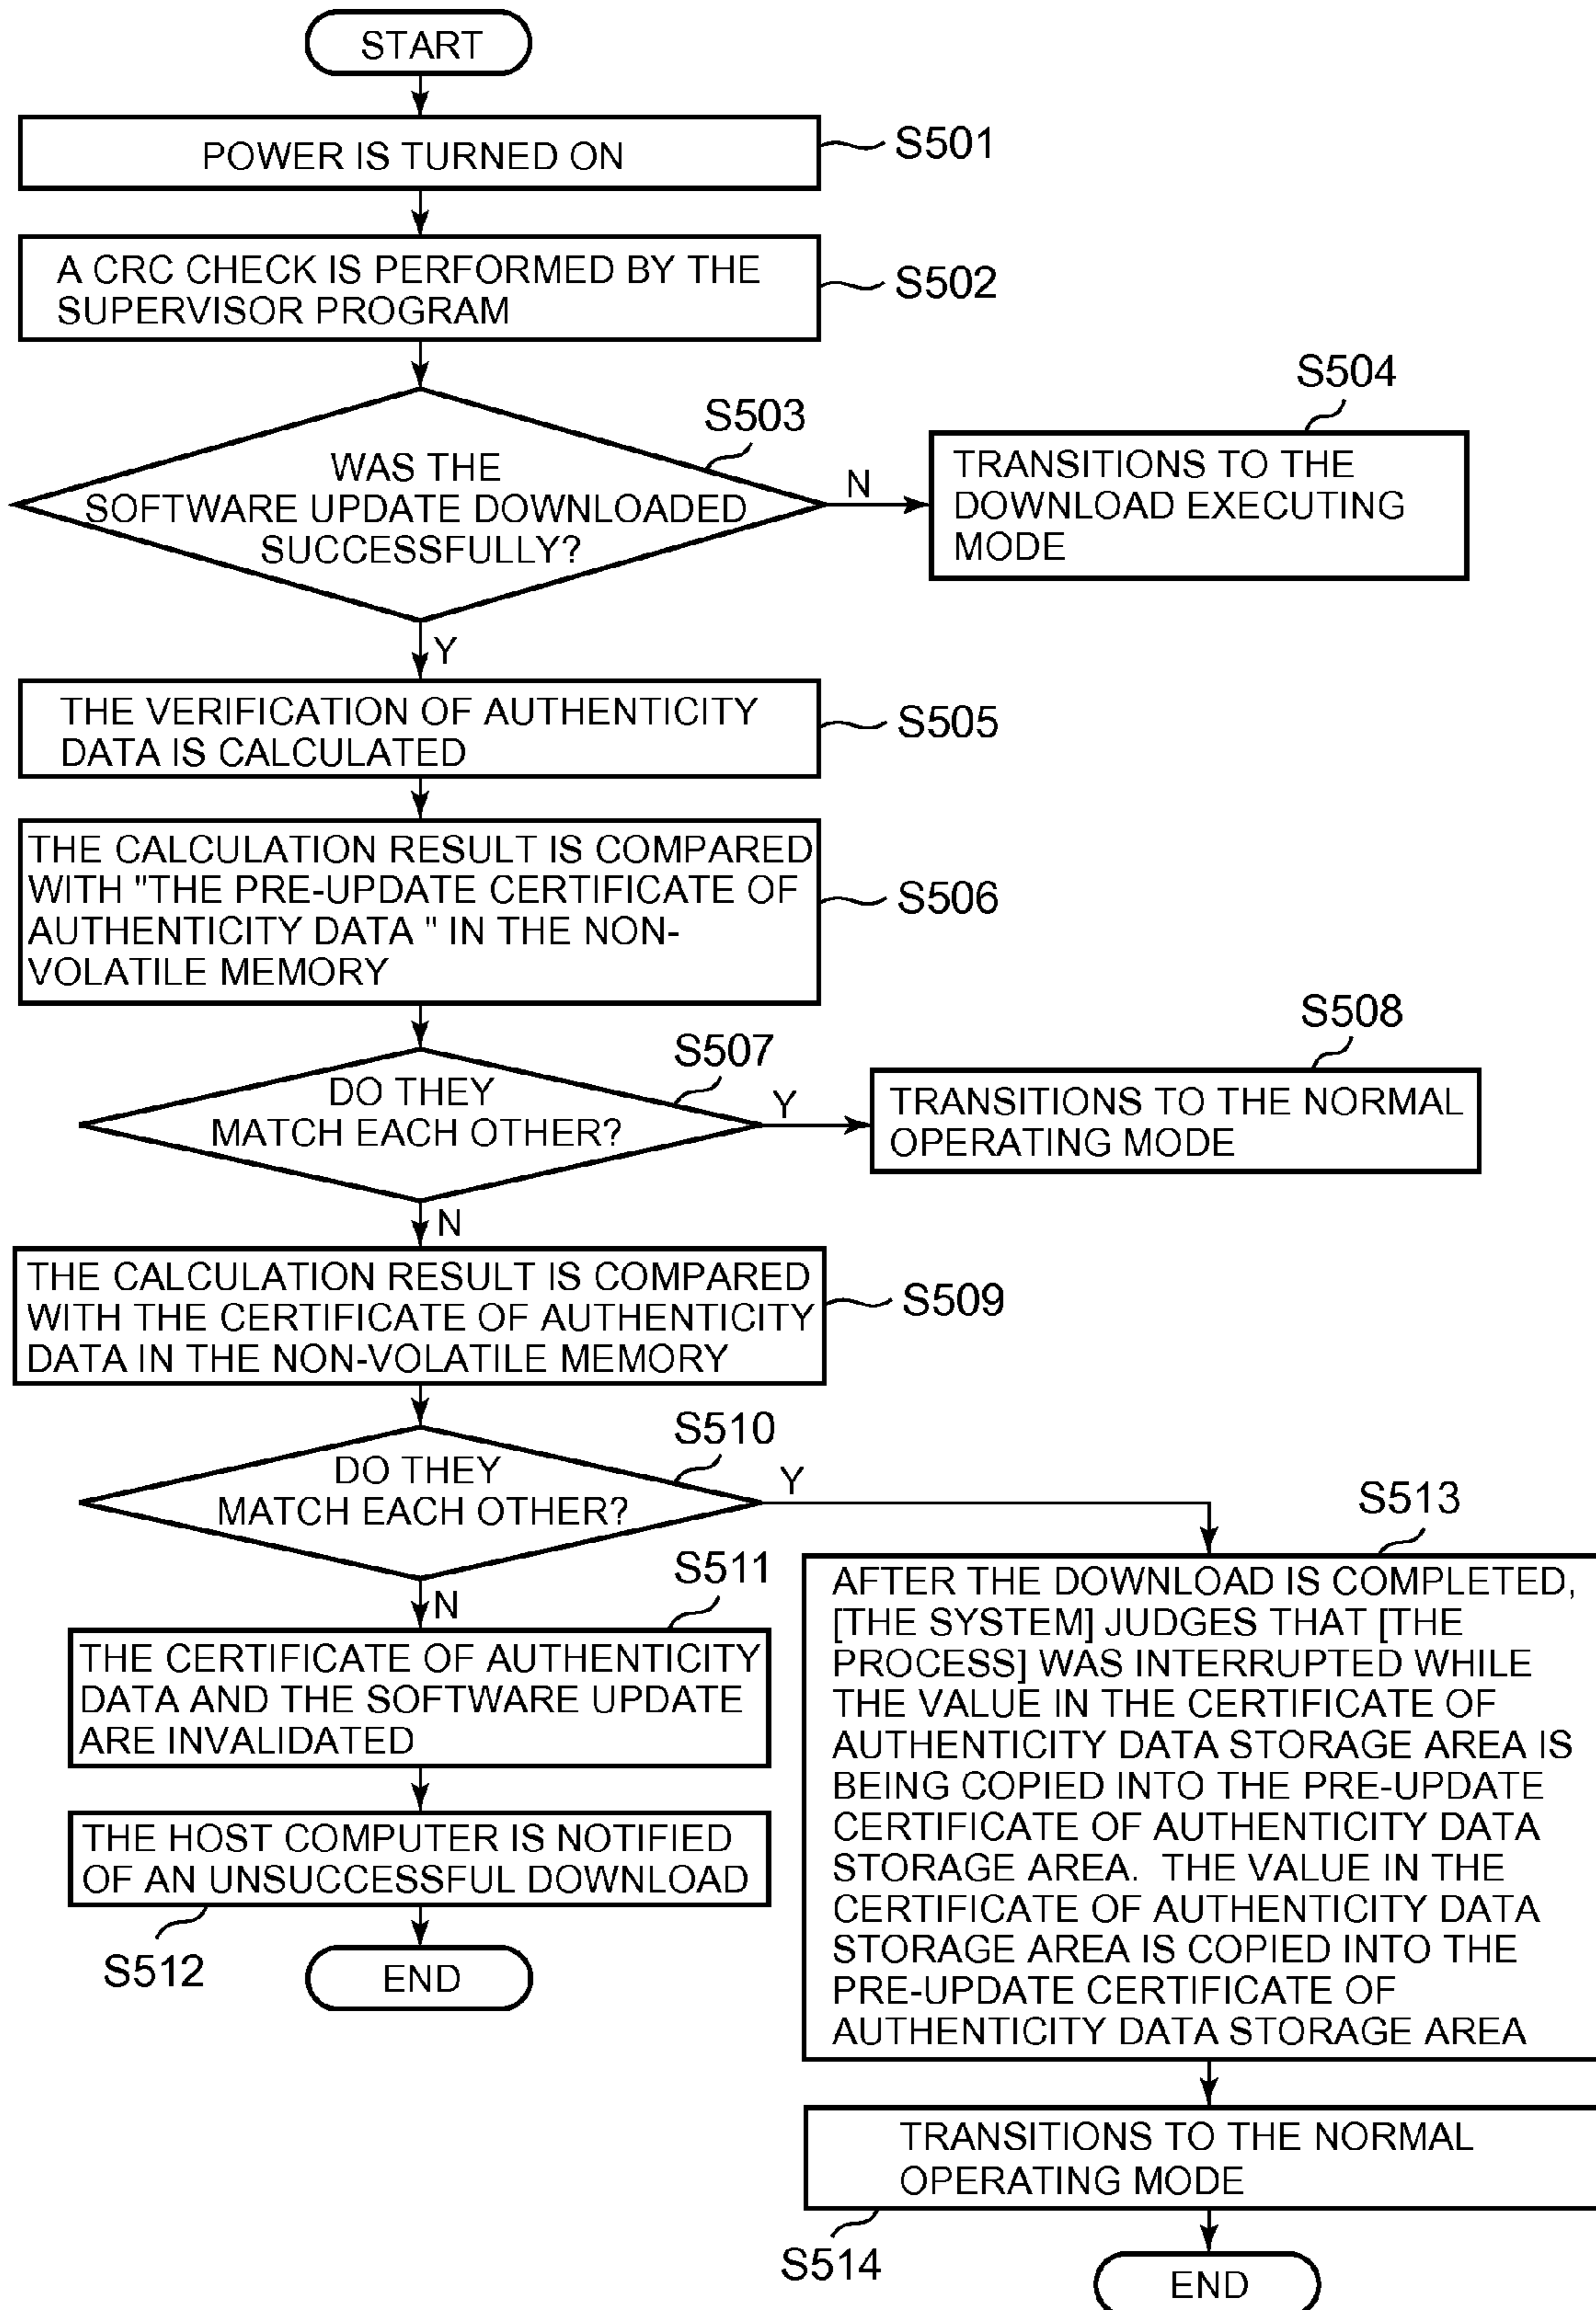 START
POWER IS TURNED ON
S501
A CRC CHECK IS PERFORMED BY THE
SUPERVISOR PROGRAM
S502
S503
WAS THE
SOFTWARE UPDATE DOWNLOADED
SUCCESSFULLY?
N
S504
TRANSITIONS TO THE
DOWNLOAD EXECUTING
MODE
Y
THE VERIFICATION OF AUTHENTICITY
DATA IS CALCULATED
S505
THE CALCULATION RESULT IS COMPARED
WITH "THE PRE-UPDATE CERTIFICATE OF
AUTHENTICITY DATA " IN THE NON-
VOLATILE MEMORY
S506
S507
DO THEY
MATCH EACH OTHER?
Y
S508
TRANSITIONS TO THE NORMAL
OPERATING MODE
N
THE CALCULATION RESULT IS COMPARED
WITH THE CERTIFICATE OF AUTHENTICITY
DATA IN THE NON-VOLATILE MEMORY
S509
S510
DO THEY
MATCH EACH OTHER?
Y
N
S511
THE CERTIFICATE OF AUTHENTICITY
DATA AND THE SOFTWARE UPDATE
ARE INVALIDATED
THE HOST COMPUTER IS NOTIFIED
OF AN UNSUCCESSFUL DOWNLOAD
S512
END
S513
AFTER THE DOWNLOAD IS COMPLETED,
[THE SYSTEM] JUDGES THAT [THE
PROCESS] WAS INTERRUPTED WHILE
THE VALUE IN THE CERTIFICATE OF
AUTHENTICITY DATA STORAGE AREA IS
BEING COPIED INTO THE PRE-UPDATE
CERTIFICATE OF AUTHENTICITY DATA
STORAGE AREA. THE VALUE IN THE
CERTIFICATE OF AUTHENTICITY DATA
STORAGE AREA IS COPIED INTO THE
PRE-UPDATE CERTIFICATE OF
AUTHENTICITY DATA STORAGE AREA
TRANSITIONS TO THE NORMAL
OPERATING MODE
S514
END